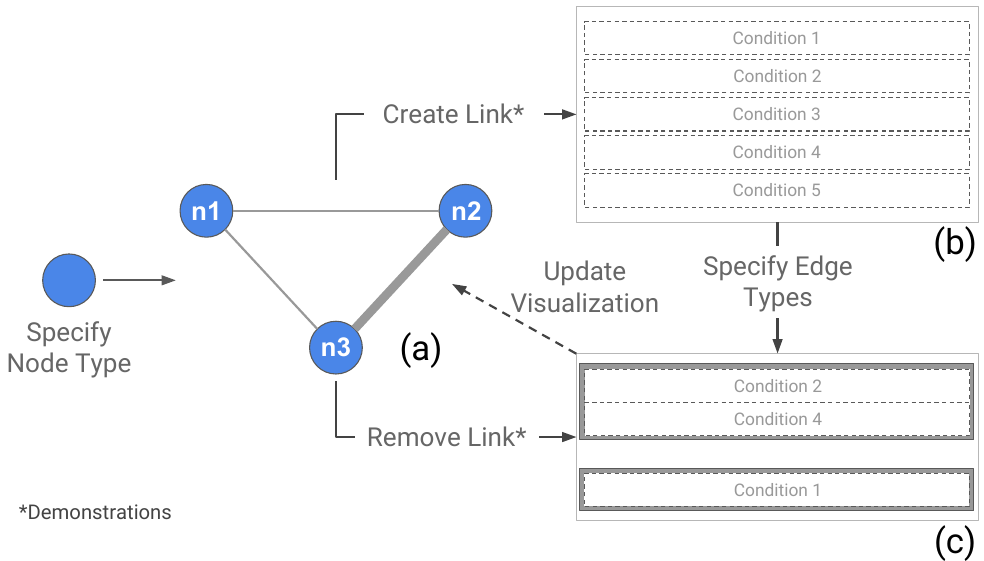 Condition 1
Condition 2
Condition 3
Condition 4
Condition 5
(b)
Create Link*
n1
n2
n3
(a)
Specify
Node Type
Update
Visualization
Specify Edge
Types
Remove Link*
Condition 2
Condition 4
Condition 1
(c)
*Demonstrations